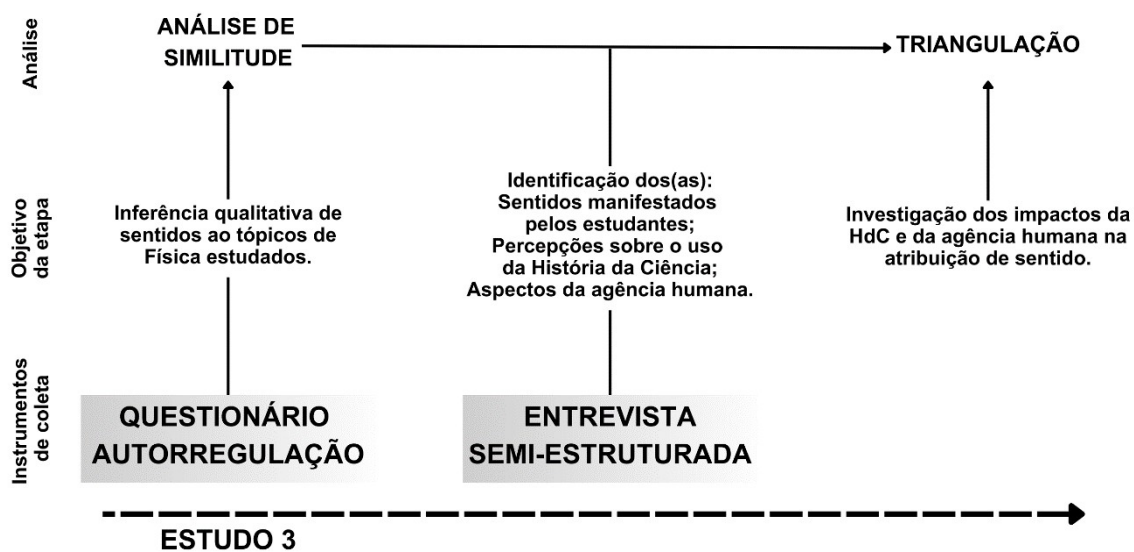 Análise
ANÁLISE DE
SIMILITUDE
TRIANGULAÇÃO
Objetivo
da etapa
Inferência qualitativa de
sentidos ao tópicos de
Física estudados.
Identificação dos(as):
Sentidos manifestados
pelos estudantes;
Percepções sobre o uso
da História da Ciência;
Aspectos da agência humana.
Investigação dos impactos da
HdC e da agência humana na
atribuição de sentido.
Instrumentos
de coleta
QUESTIONÁRIO
AUTORREGULAÇÃO
ENTREVISTA
SEMI-ESTRUTURADA
ESTUDO 3